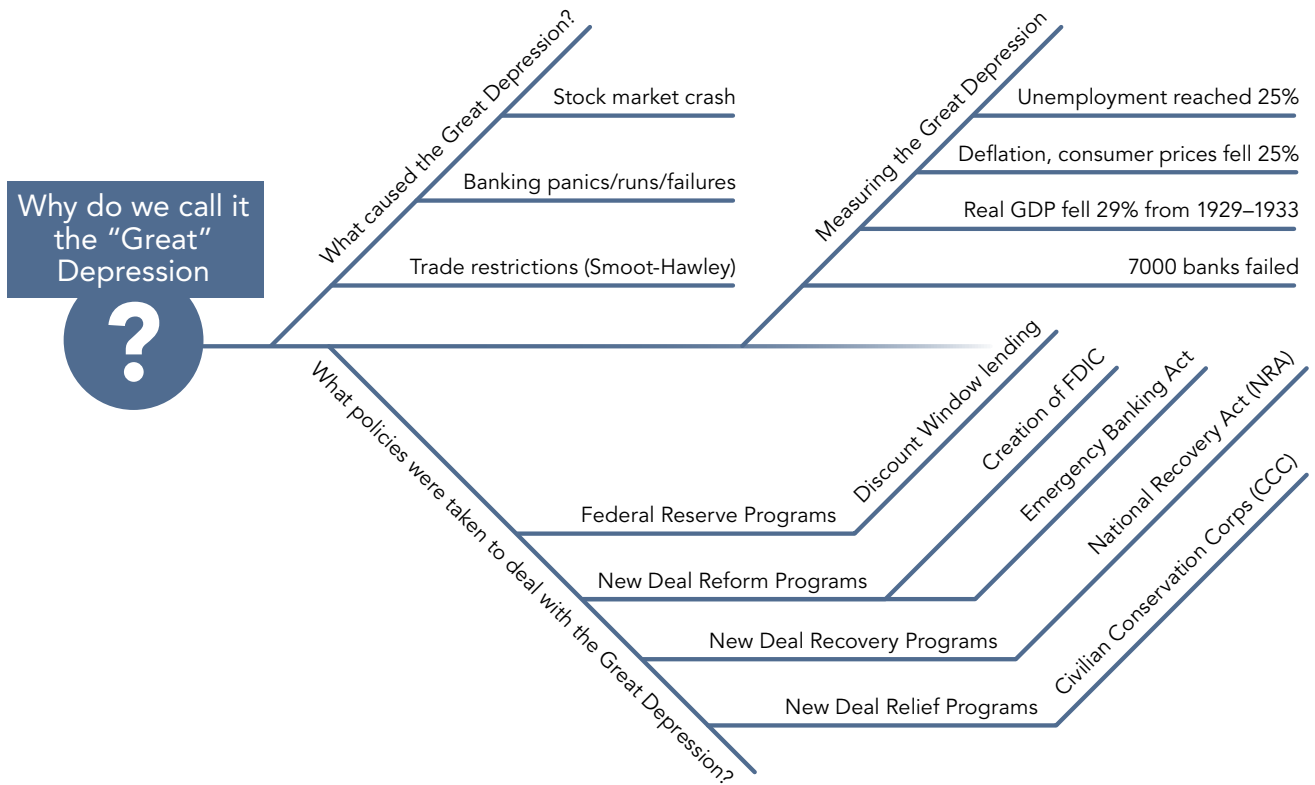 Why do we call it
the “Great”
Depression
?
What caused the Great Depression?
Stock market crash
Banking panics/runs/failures
Trade restrictions (Smoot-Hawley)
Measuring the Great Depression
Unemployment reached 25%
Deflation, consumer prices fell 25%
Real GDP fell 29% from 1929–1933
7000 banks failed
What policies were taken to deal with the Great Depression?
Federal Reserve Programs
Discount Window lending
New Deal Reform Programs
Creation of FDIC
Emergency Banking Act
New Deal Recovery Programs
National Recovery Act (NRA)
New Deal Relief Programs
Civilian Conservation Corps (CCC)